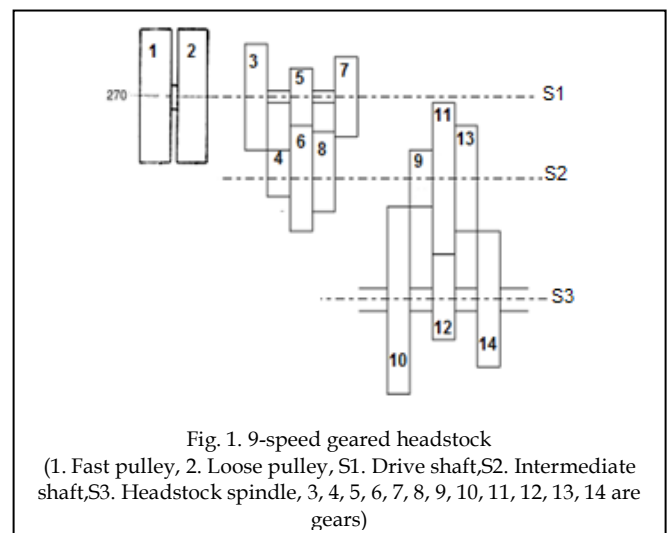 1 2 3 5 7
270 S1
11
6 13
4 8 9
S2
S3
12
10 14
Fig. 1. 9-speed geared headstock
(1. Fast pulley, 2. Loose pulley, S1. Drive shaft,S2. Intermediate
shaft,S3. Headstock spindle, 3, 4, 5, 6, 7, 8, 9, 10, 11, 12, 13, 14 are
gears)